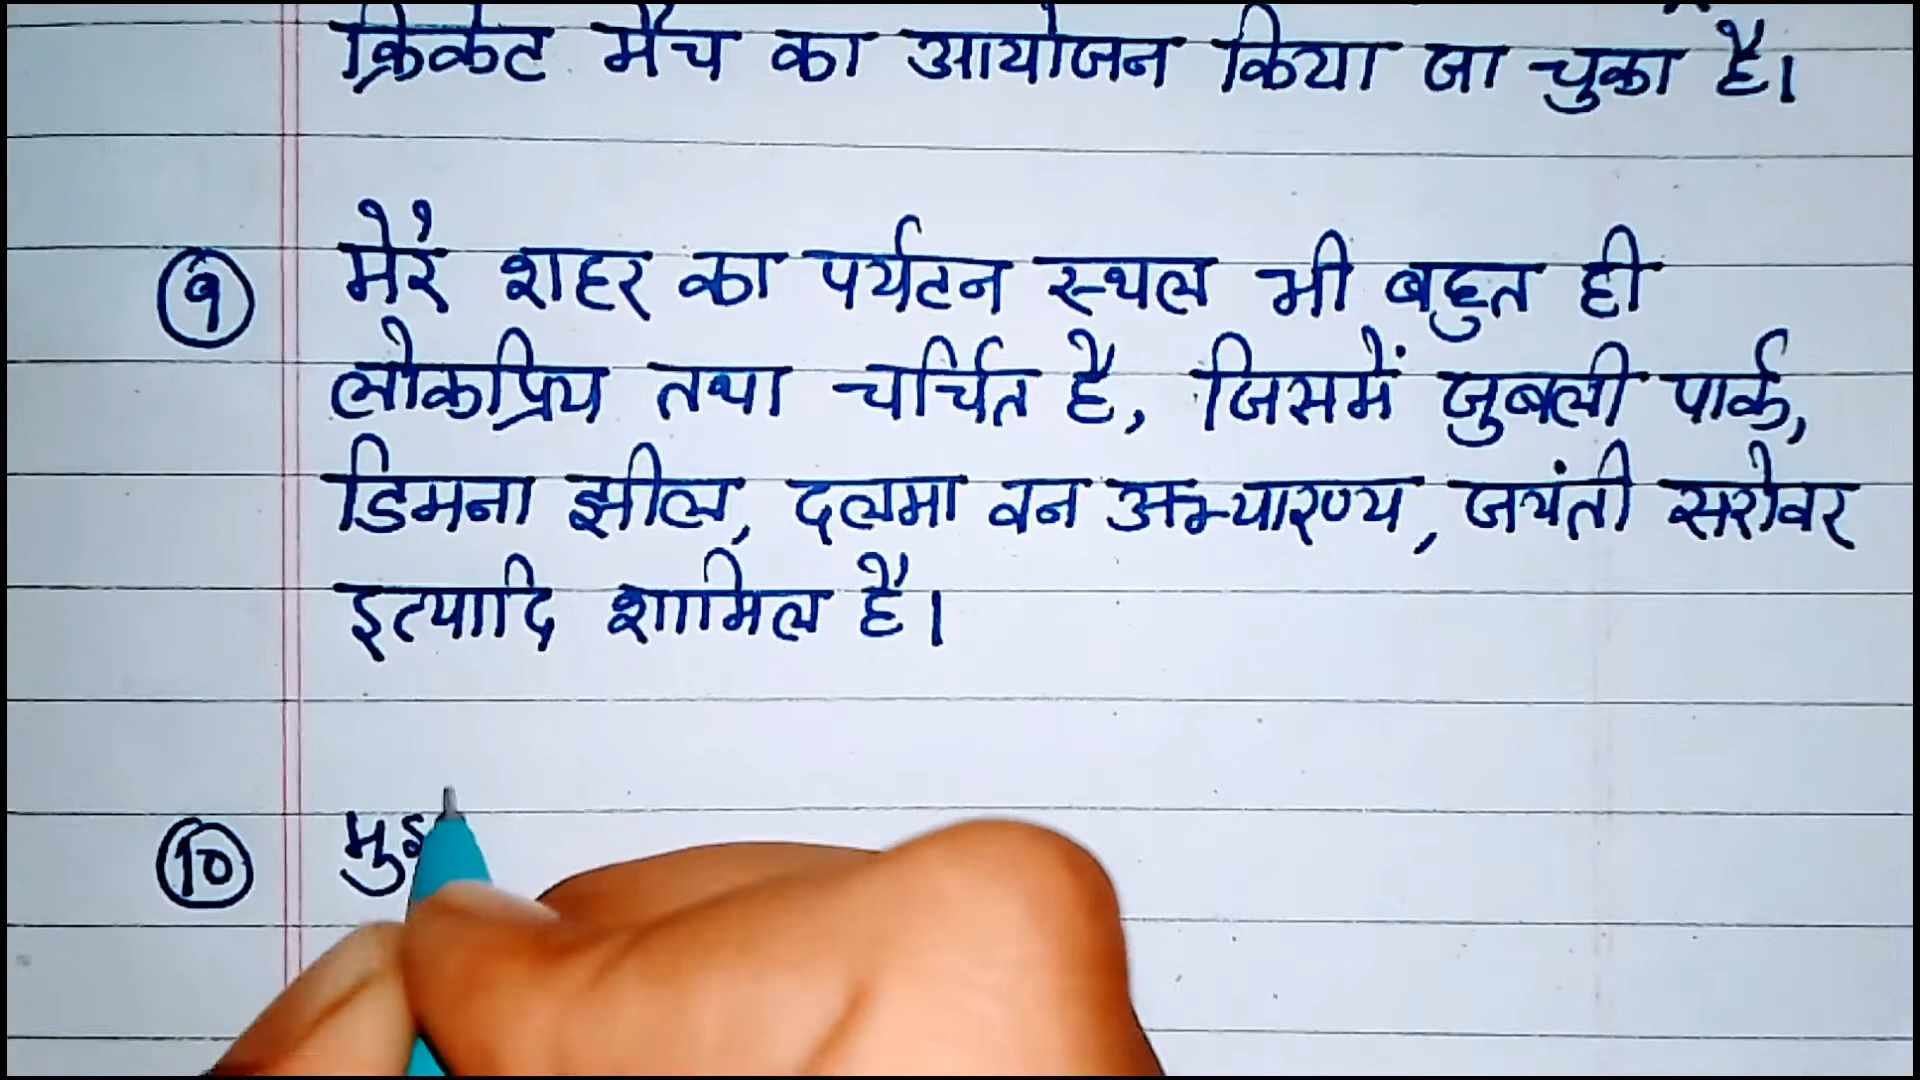 क्रिकेट मैच का आयोजन किया जा चुका है।
9 मेरे शहर का पर्यटन स्थल भी बहुत ही
लोकप्रिय तथा चर्चित है, जिसमें जुबली पार्क,
डिमना झील, दलमा वन अभ्यारण्य, जयंती सरोवर
इत्यादि शामिल है।
10